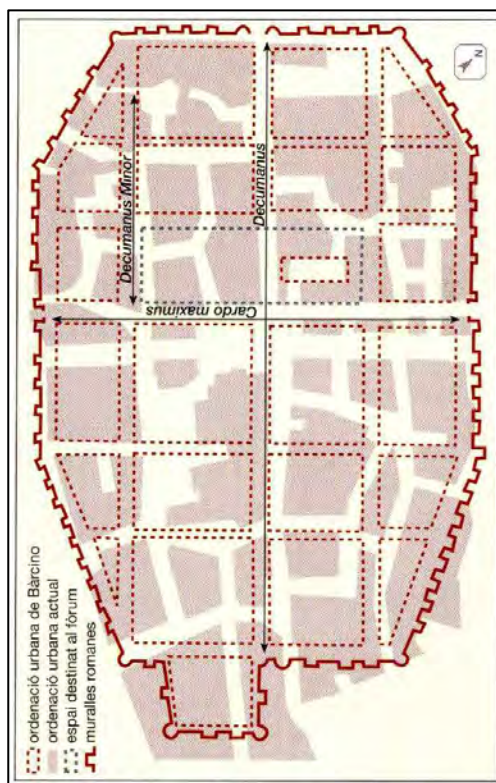 ordenació urbana de Bàrcino
ordenació urbana actual
espai destinat al fòrum
muralles romanes
Decumanus Minor
Decumanus
Cardo maximus
N